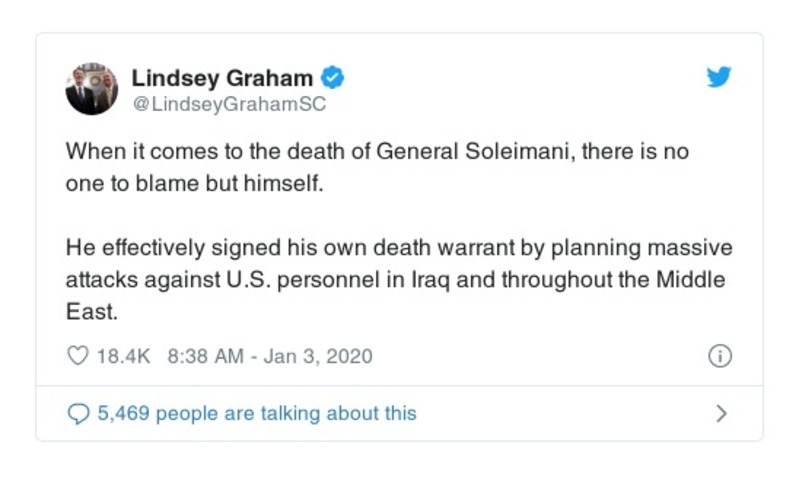 Lindsey Graham
@LindseyGrahamSC
When it comes to the death of General Soleimani, there is no
one to blame but himself.
He effectively signed his own death warrant by planning massive
attacks against U.S. personnel in Iraq and throughout the Middle
East.
18.4K 8:38 AM - Jan 3, 2020
5,469 people are talking about this